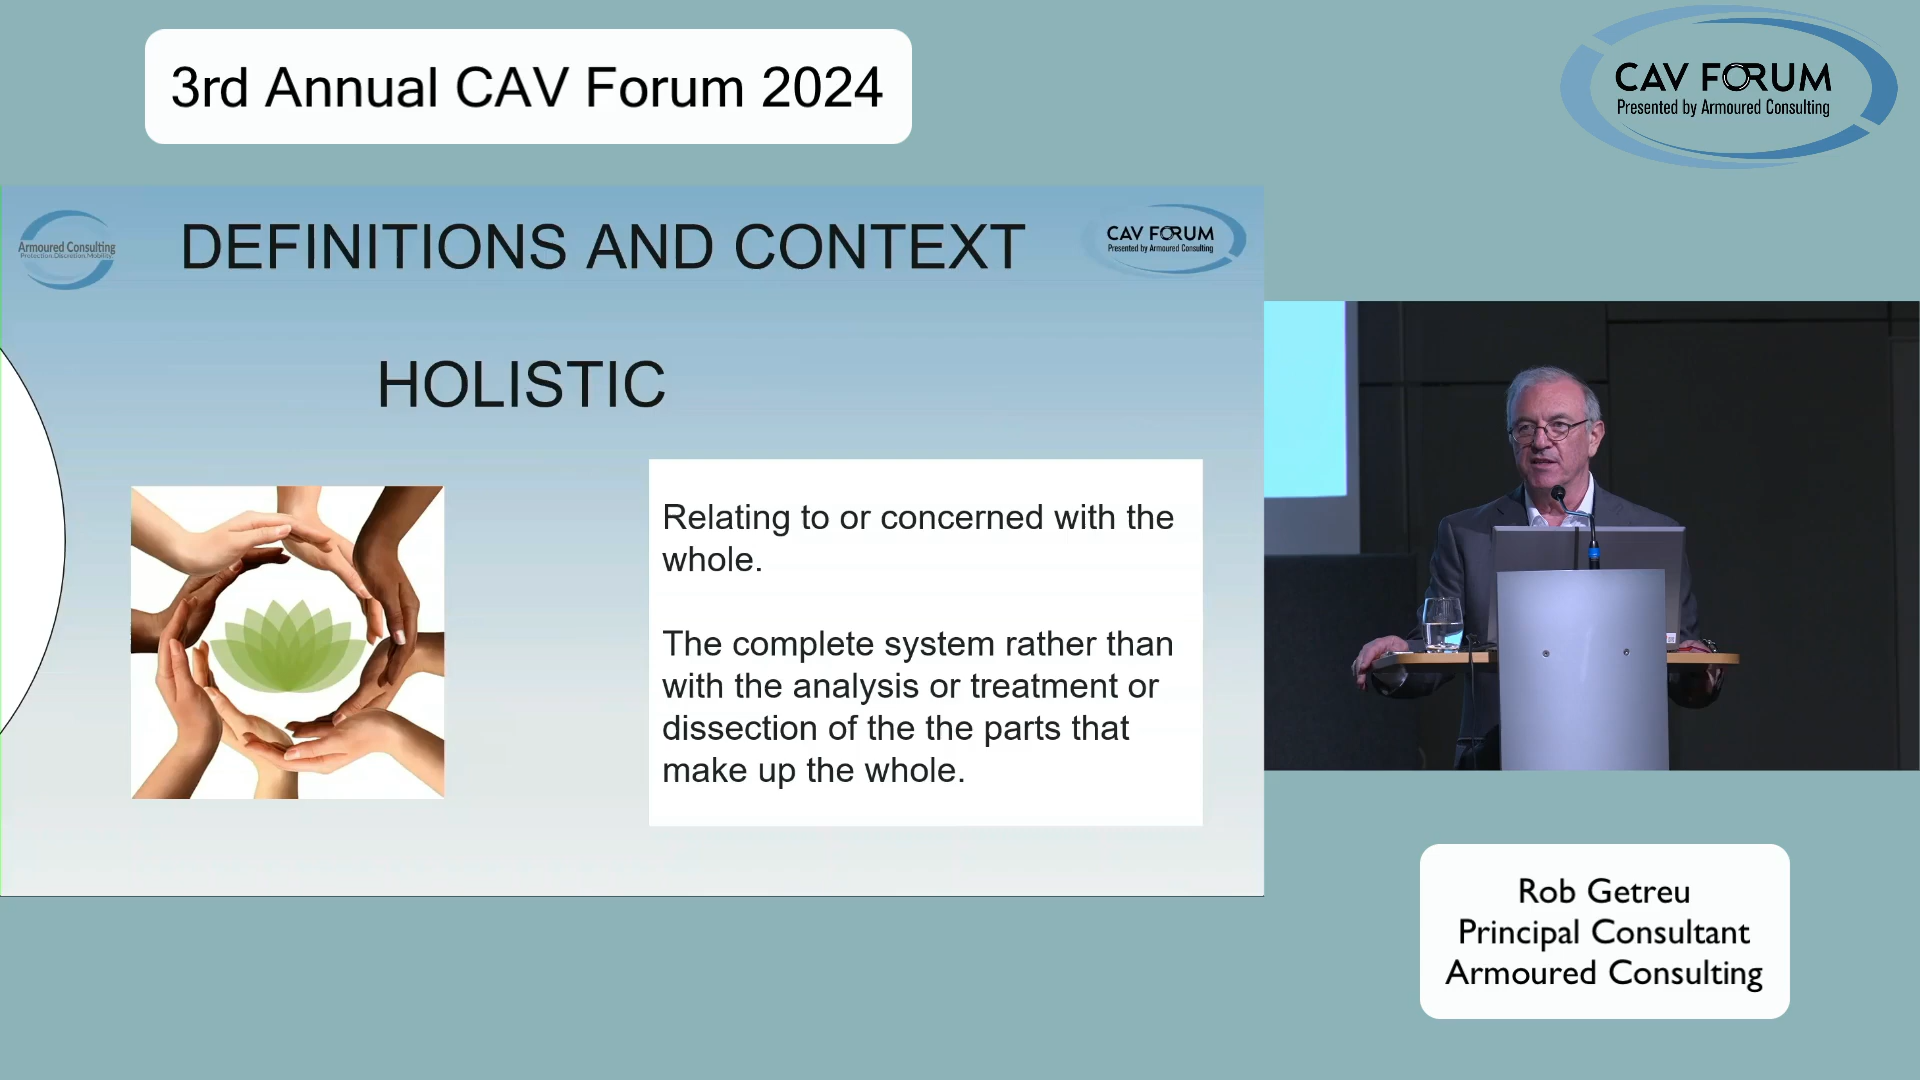 3rd Annual CAV Forum 2024
CAV FORUM
Presented by Armoured Consulting
Armoured Consulting
Protection.Discretion.Mobility
DEFINITIONS AND CONTEXT
CAV FORUM
Presented by Armoured Consulting
HOLISTIC
Relating to or concerned with the
whole.
The complete system rather than
with the analysis or treatment or
dissection of the the parts that
make up the whole.
Rob Getreu
Principal Consultant
Armoured Consulting